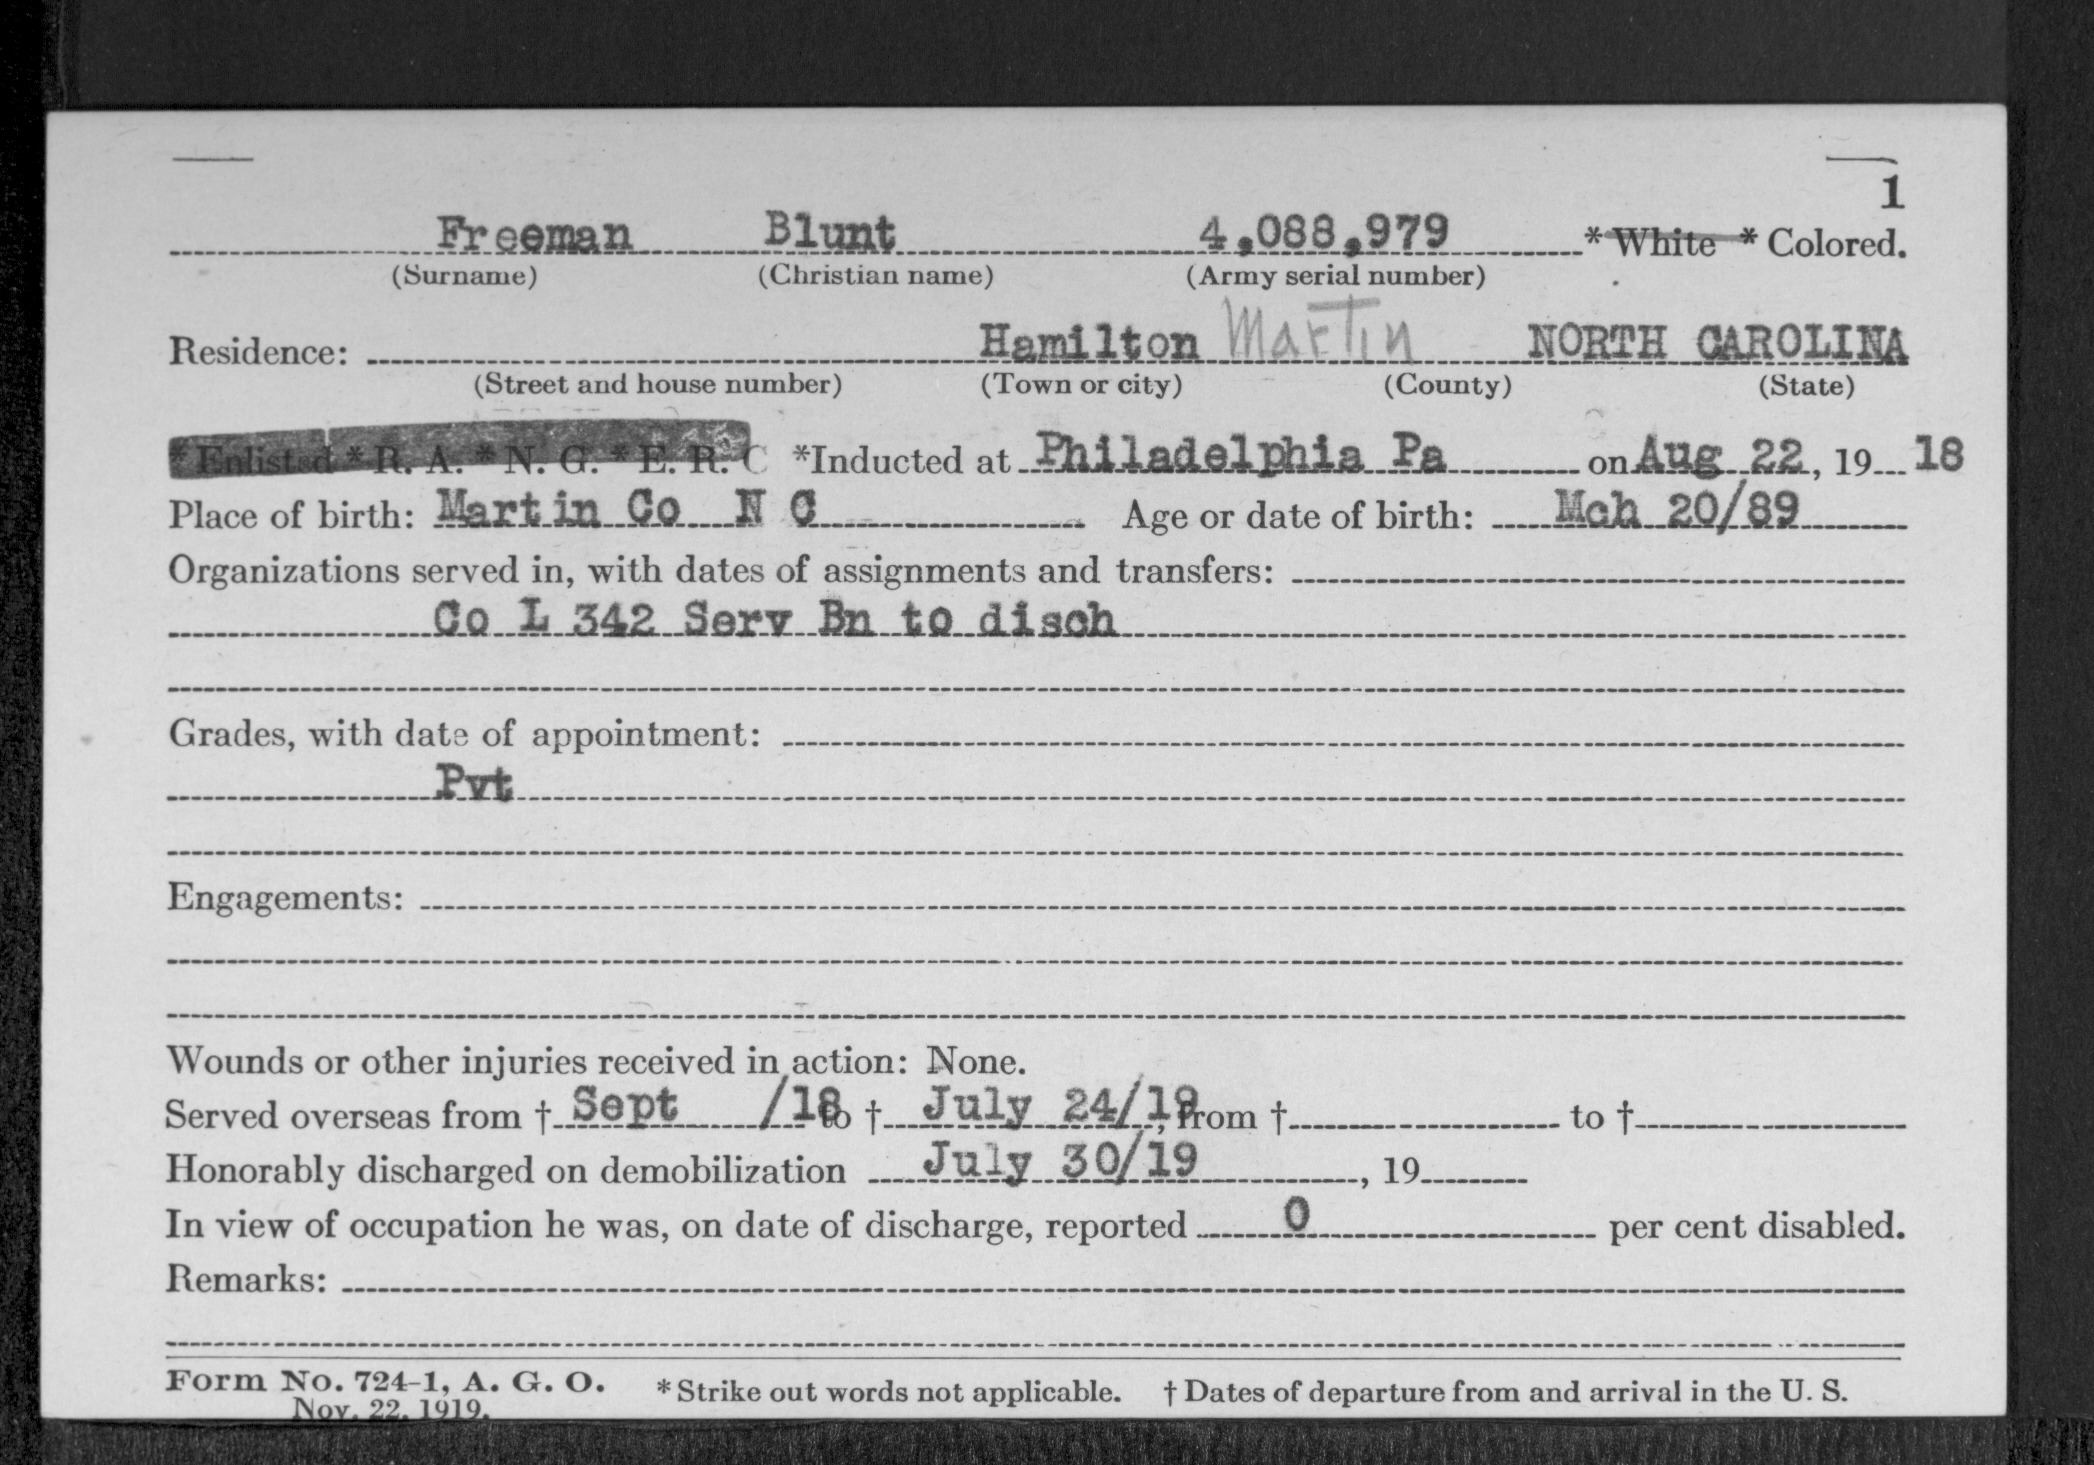 1
Freeman Blunt 4,088,979 * White * Colored.
(Surname) (Christian name) (Army serial number)
Residence: Hamilton Martin NORTH CAROLINA
(Street and house number) (Town or city) (County) (State)
* Enlisted * R. A. * N. G. * E. R. C *Inducted at Philadelphia Pa on Aug 22, 19 18
Place of birth: Martin Co N C Age or date of birth: Mch 20/89
Organizations served in, with dates of assignments and transfers:
Co L 342 Serv Bn to disch
Grades, with date of appointment:
Pvt
Engagements:
Wounds or other injuries received in action: None.
Served overseas from † Sept /18 to † July 24/19, from † to †
Honorably discharged on demobilization July 30/19, 19
In view of occupation he was, on date of discharge, reported 0 per cent disabled.
Remarks:
Form No. 724-1, A. G. O. * Strike out words not applicable. † Dates of departure from and arrival in the U. S.
Nov. 22, 1919.